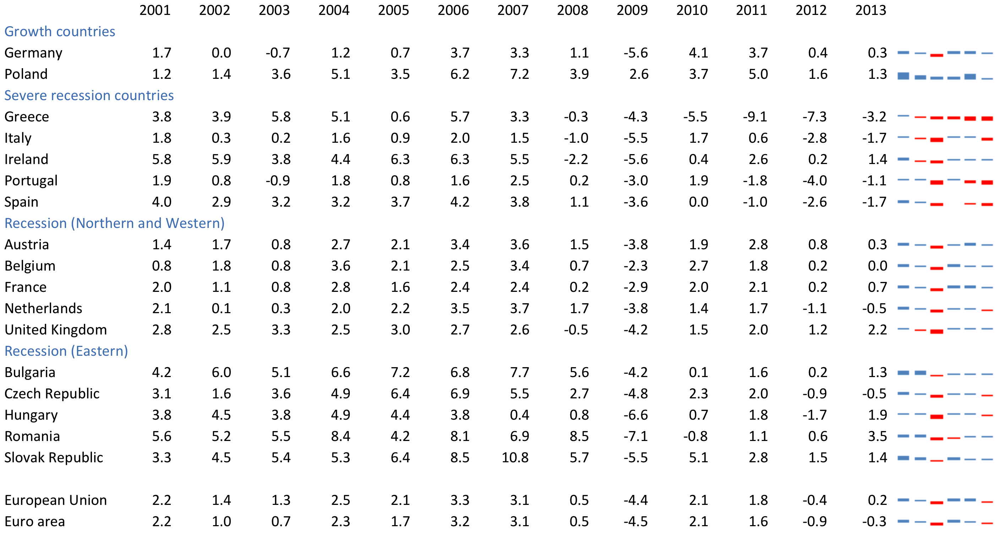 2001 2002 2003 2004 2005 2006 2007 2008 2009 2010 2011 2012 2013
Growth countries
Germany 1.7 0.0 -0.7 1.2 0.7 3.7 3.3 1.1 -5.6 4.1 3.7 0.4 0.3
Poland 1.2 1.4 3.6 5.1 3.5 6.2 7.2 3.9 2.6 3.7 5.0 1.6 1.3
Severe recession countries
Greece 3.8 3.9 5.8 5.1 0.6 5.7 3.3 -0.3 -4.3 -5.5 -9.1 -7.3 -3.2
Italy 1.8 0.3 0.2 1.6 0.9 2.0 1.5 -1.0 -5.5 1.7 0.6 -2.8 -1.7
Ireland 5.8 5.9 3.8 4.4 6.3 6.3 5.5 -2.2 -5.6 0.4 2.6 0.2 1.4
Portugal 1.9 0.8 -0.9 1.8 0.8 1.6 2.5 0.2 -3.0 1.9 -1.8 -4.0 -1.1
Spain 4.0 2.9 3.2 3.2 3.7 4.2 3.8 1.1 -3.6 0.0 -1.0 -2.6 -1.7
Recession (Northern and Western)
Austria 1.4 1.7 0.8 2.7 2.1 3.4 3.6 1.5 -3.8 1.9 2.8 0.8 0.3
Belgium 0.8 1.8 0.8 3.6 2.1 2.5 3.4 0.7 -2.3 2.7 1.8 0.2 0.0
France 2.0 1.1 0.8 2.8 1.6 2.4 2.4 0.2 -2.9 2.0 2.1 0.2 0.7
Netherlands 2.1 0.1 0.3 2.0 2.2 3.5 3.7 1.7 -3.8 1.4 1.7 -1.1 -0.5
United Kingdom 2.8 2.5 3.3 2.5 3.0 2.7 2.6 -0.5 -4.2 1.5 2.0 1.2 2.2
Recession (Eastern)
Bulgaria 4.2 6.0 5.1 6.6 7.2 6.8 7.7 5.6 -4.2 0.1 1.6 0.2 1.3
Czech Republic 3.1 1.6 3.6 4.9 6.4 6.9 5.5 2.7 -4.8 2.3 2.0 -0.9 -0.5
Hungary 3.8 4.5 3.8 4.9 4.4 3.8 0.4 0.8 -6.6 0.7 1.8 -1.7 1.9
Romania 5.6 5.2 5.5 8.4 4.2 8.1 6.9 8.5 -7.1 -0.8 1.1 0.6 3.5
Slovak Republic 3.3 4.5 5.4 5.3 6.4 8.5 10.8 5.7 -5.5 5.1 2.8 1.5 1.4
European Union 2.2 1.4 1.3 2.5 2.1 3.3 3.1 0.5 -4.4 2.1 1.8 -0.4 0.2
Euro area 2.2 1.0 0.7 2.3 1.7 3.2 3.1 0.5 -4.5 2.1 1.6 -0.9 -0.3